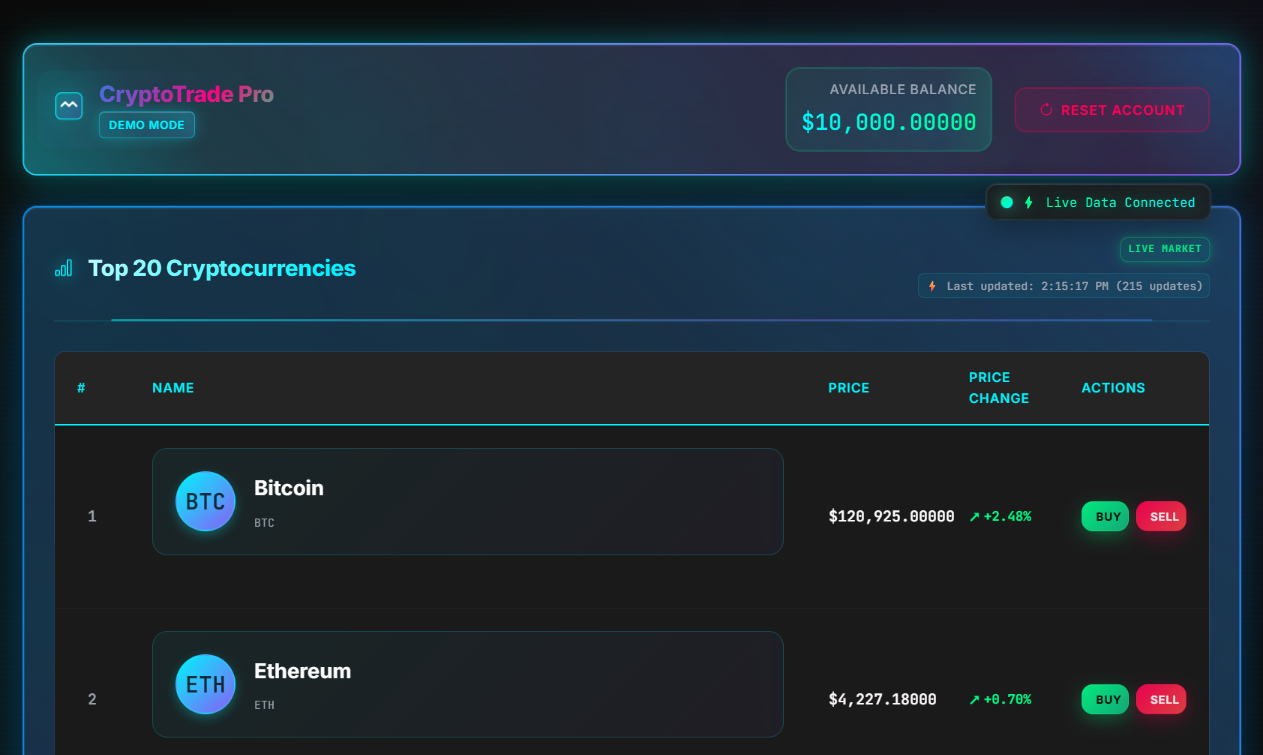 CryptoTrade Pro
DEMO MODE
AVAILABLE BALANCE
$10,000.00000
RESET ACCOUNT
Live Data Connected
Top 20 Cryptocurrencies
LIVE MARKET
Last updated: 2:15:17 PM (215 updates)
# NAME PRICE PRICE CHANGE ACTIONS
1 BTC Bitcoin $120,925.00000 ↗ +2.48% BUY SELL
BTC
2 ETH Ethereum $4,227.18000 ↗ +0.70% BUY SELL
ETH